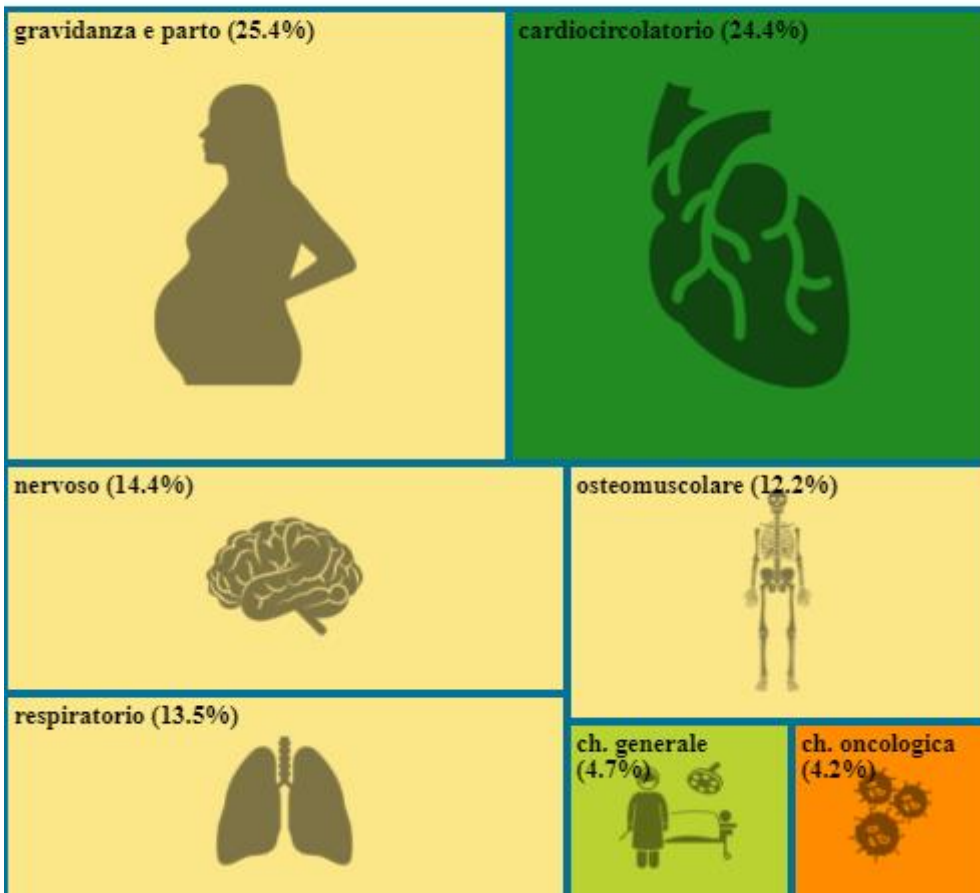 gravidanza e parto (25.4%)
cardiocircolatorio (24.4%)
nervoso (14.4%)
osteomuscolare (12.2%)
respiratorio (13.5%)
ch. generale
(4.7%)
ch. oncologica
(4.2%)